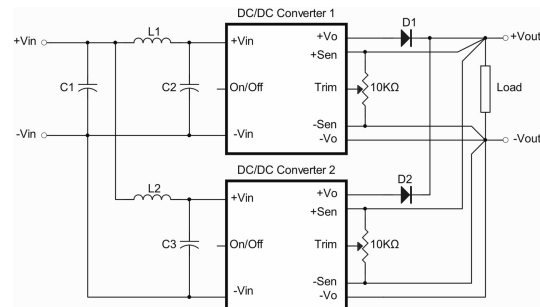 DC/DC Converter 1
+Vin
L1
+Vin
+Vo
D1
+Vout
+Sen
C1
C2
On/Off
Trim
10KΩ
Load
-Sen
-Vin
-Vin
-Vo
-Vout
DC/DC Converter 2
L2
+Vin
+Vo
D2
+Sen
C3
On/Off
Trim
10KΩ
-Sen
-Vin
-Vo